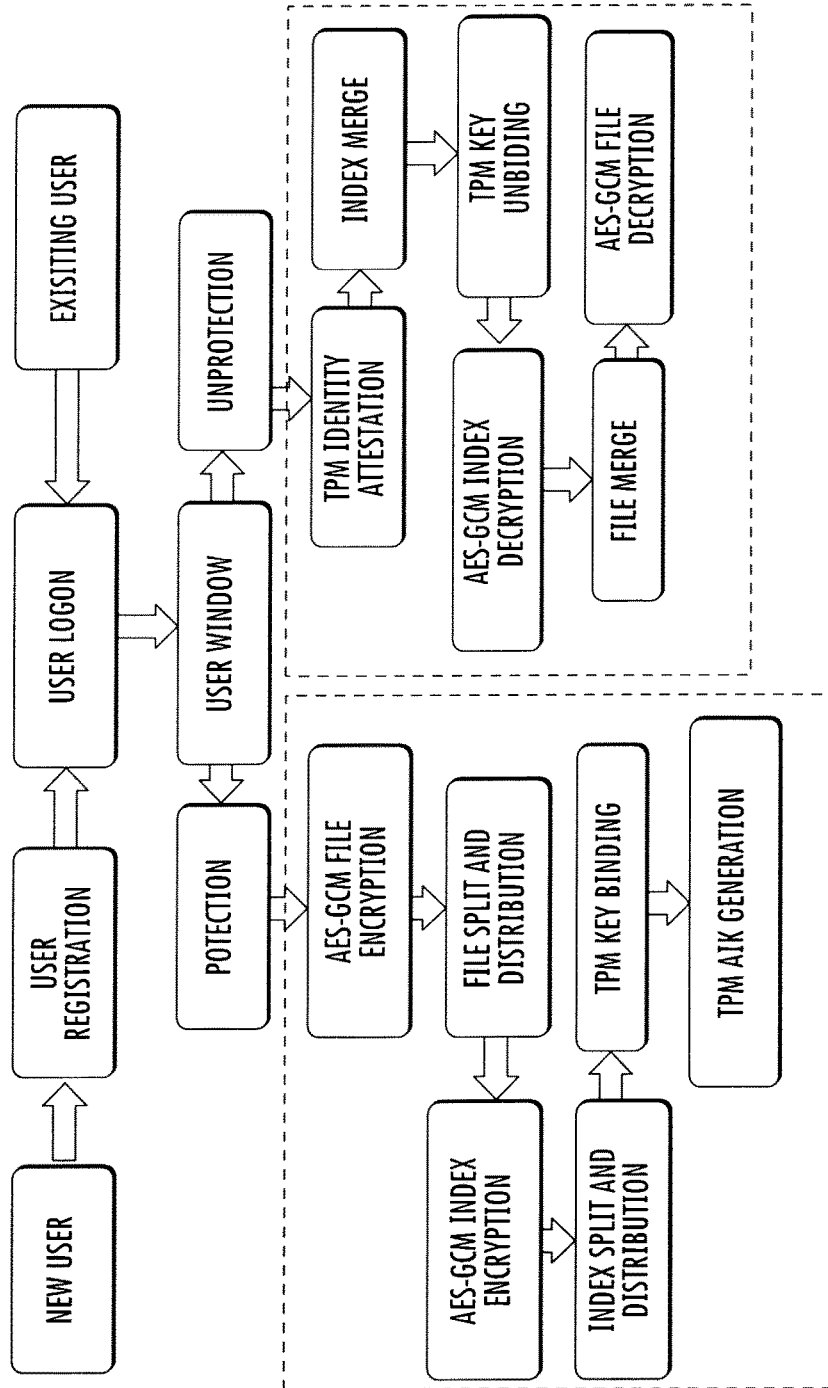 NEW USER
USER
REGISTRATION
USER LOGON
EXISITING USER
POTECTION
USER WINDOW
UNPROTECTION
AES-GCM FILE
ENCRYPTION
FILE SPLIT AND
DISTRIBUTION
AES-GCM INDEX
ENCRYPTION
INDEX SPLIT AND
DISTRIBUTION
TPM KEY BINDING
TPM AIK GENERATION
TPM IDENTITY
ATTESTATION
INDEX MERGE
TPM KEY
UNBIDING
AES-GCM INDEX
DECRYPTION
FILE MERGE
AES-GCM FILE
DECRYPTION